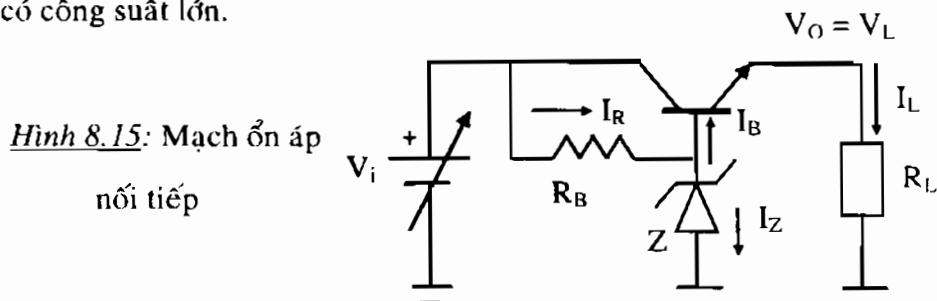 có công suất lớn.
V_O = V_L
Hình 8.15: Mạch ổn áp
nối tiếp
+
V_i
I_R
R_B
I_B
Z
I_Z
I_L
R_L